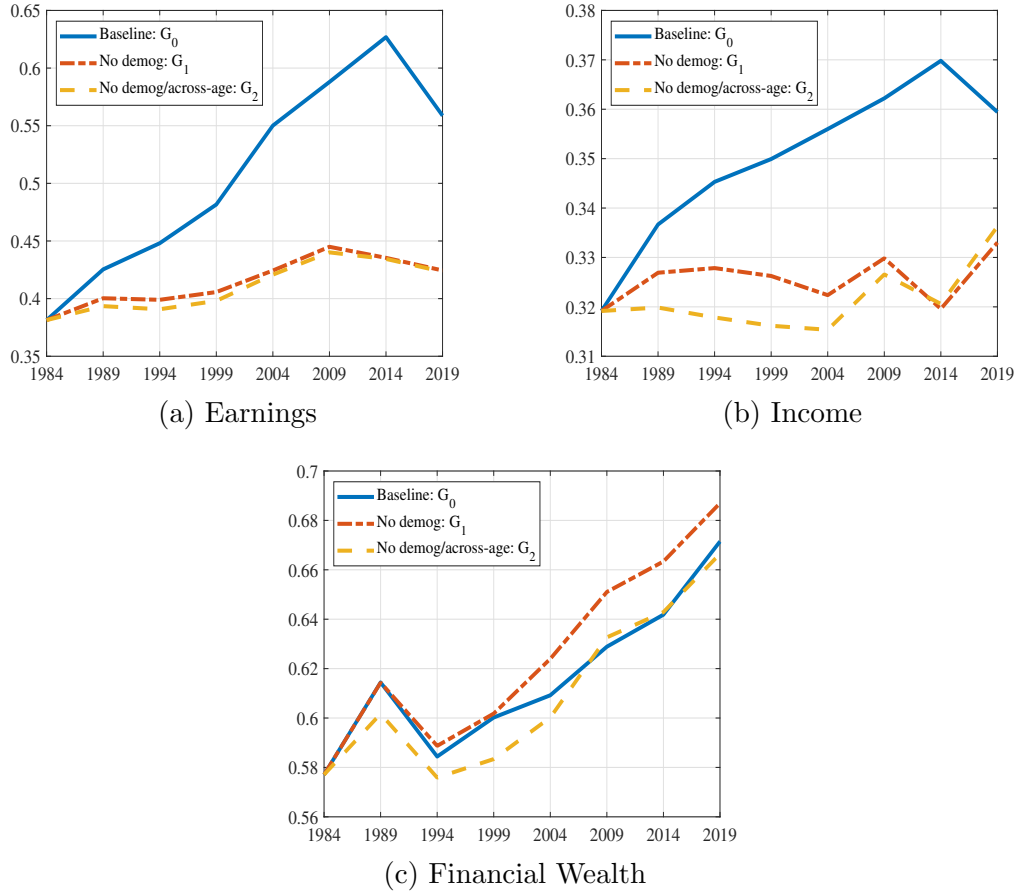 0.65
0.6
0.55
0.5
0.45
0.4
0.35
Baseline: G0
No demog: G1
No demog/across-age: G2
1984 1989 1994 1999 2004 2009 2014 2019
(a) Earnings
0.38
0.37
0.36
0.35
0.34
0.33
0.32
0.31
Baseline: G0
No demog: G1
No demog/across-age: G2
1984 1989 1994 1999 2004 2009 2014 2019
(b) Income
0.7
0.68
0.66
0.64
0.62
0.6
0.58
0.56
Baseline: G0
No demog: G1
No demog/across-age: G2
1984 1989 1994 1999 2004 2009 2014 2019
(c) Financial Wealth